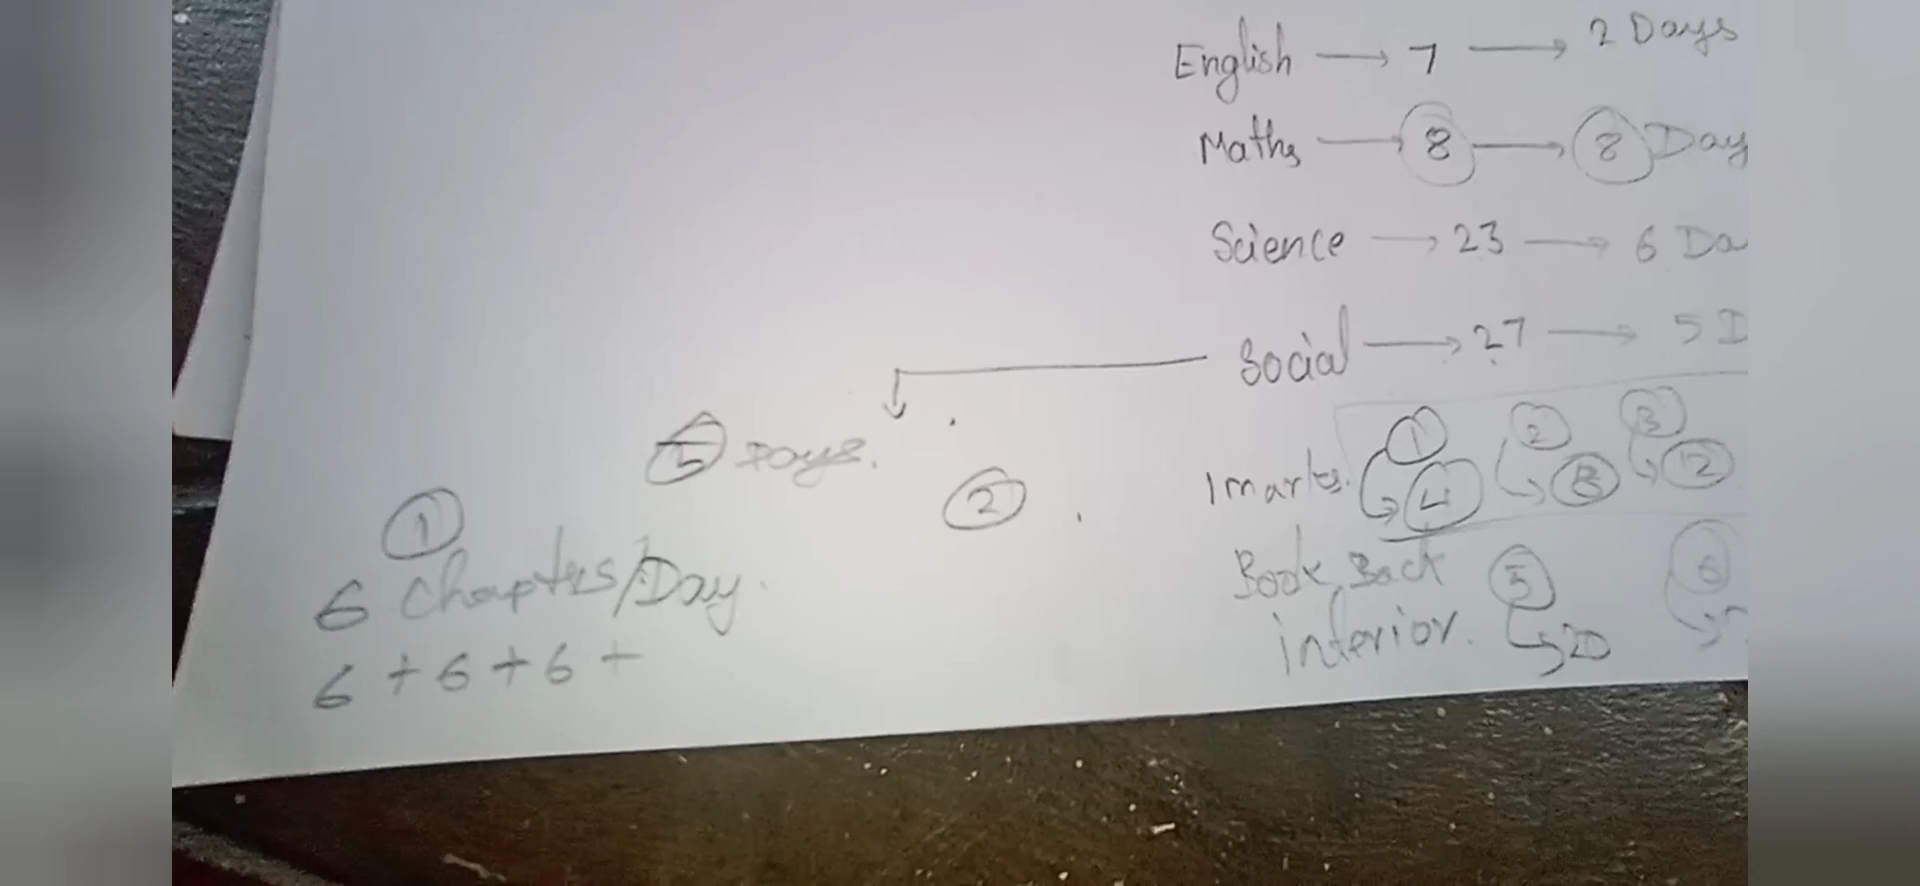 English → 7 → 2 Days
Maths → 8 → 8 Day
Science → 23 → 6 Da
Social → 27 → 5 D
5 Days.
1 marks. 1 → 4 2 → 8 3 → 12
1 2
6 Chapters/Day.
6 + 6 + 6 +
Book Back 5 → 20 6
interior.